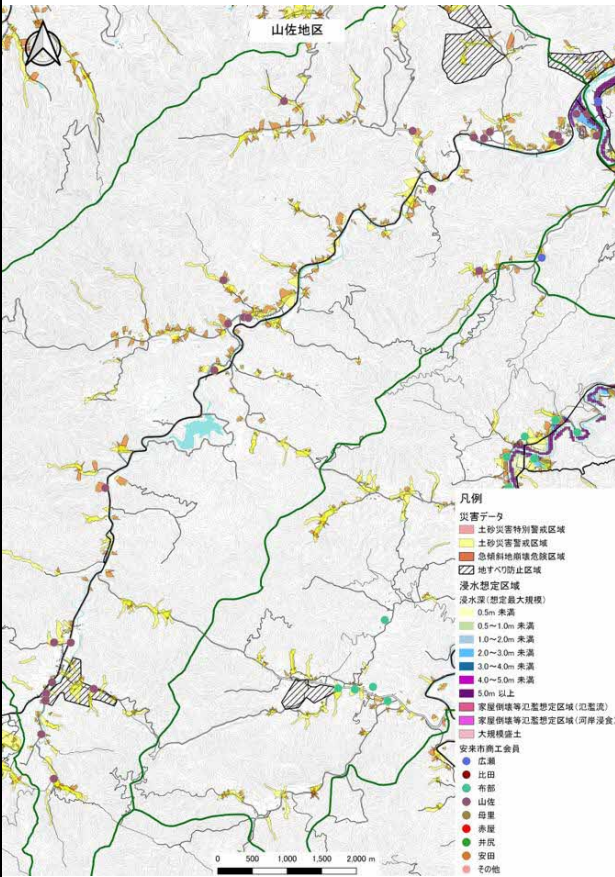 山佐地区
凡例
災害データ
土砂災害特別警戒区域
土砂災害警戒区域
急傾斜地崩壊危険区域
地すべり防止区域
浸水想定区域
浸水深(想定最大規模)
0.5m 未満
0.5～1.0m 未満
1.0～2.0m 未満
2.0～3.0m 未満
3.0～4.0m 未満
4.0～5.0m 未満
5.0m 以上
家屋倒壊等氾濫想定区域(氾濫流)
家屋倒壊等氾濫想定区域(河岸浸食)
大規模盛土
安来市商工会員
広瀬
比田
布部
山佐
母里
赤屋
井尻
安田
その他
0 500 1,000 1,500 2,000 m